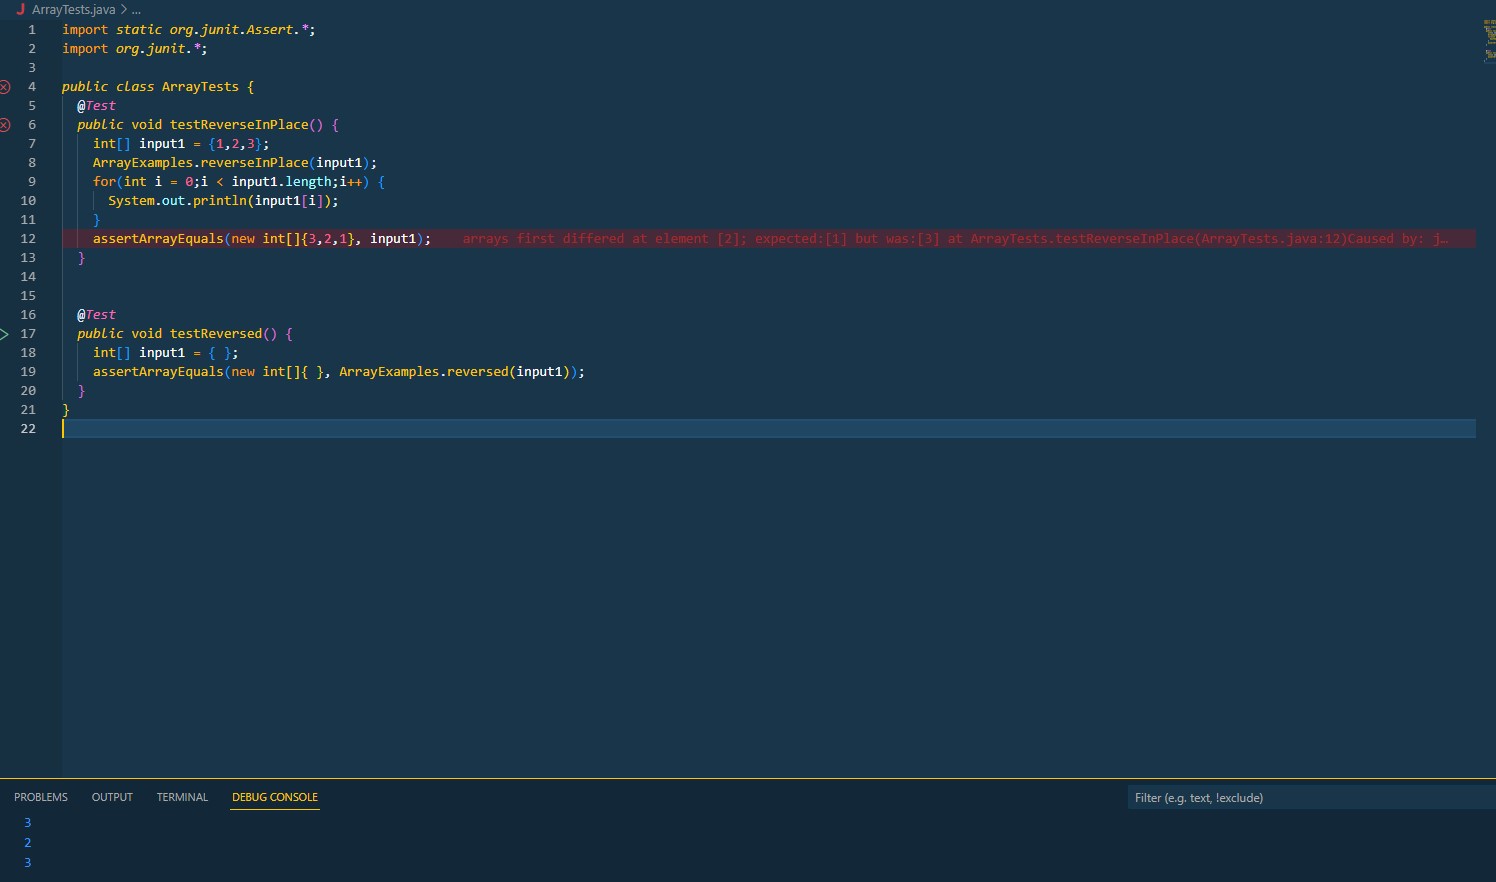 ArrayTests.java > ...
1 import static org.junit.Assert.*;
2 import org.junit.*;
3
4 public class ArrayTests {
5 @Test
6 public void testReverseInPlace() {
7 int[] input1 = {1,2,3};
8 ArrayExamples.reverseInPlace(input1);
9 for(int i = 0;i < input1.length;i++) {
10 System.out.println(input1[i]);
11 }
12 assertArrayEquals(new int[]{3,2,1}, input1); arrays first differed at element [2]; expected:[1] but was:[3] at ArrayTests.testReverseInPlace(ArrayTests.java:12)Caused by: j…
13 }
14
15
16 @Test
17 public void testReversed() {
18 int[] input1 = { };
19 assertArrayEquals(new int[]{ }, ArrayExamples.reversed(input1));
20 }
21 }
22
PROBLEMS OUTPUT TERMINAL DEBUG CONSOLE Filter (e.g. text, !exclude)
3
2
3